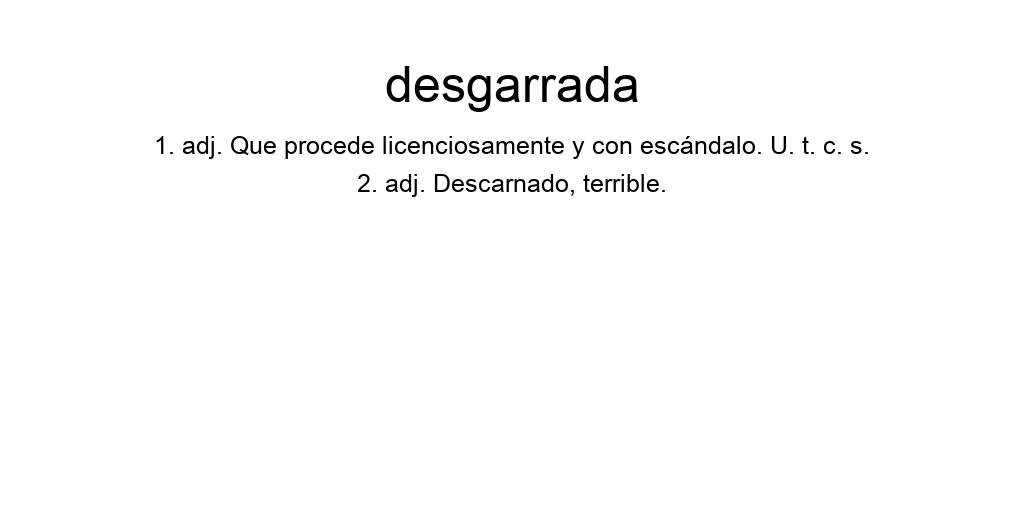 desgarrada
1. adj. Que procede licenciosamente y con escándalo. U. t. c. s.
2. adj. Descarnado, terrible.